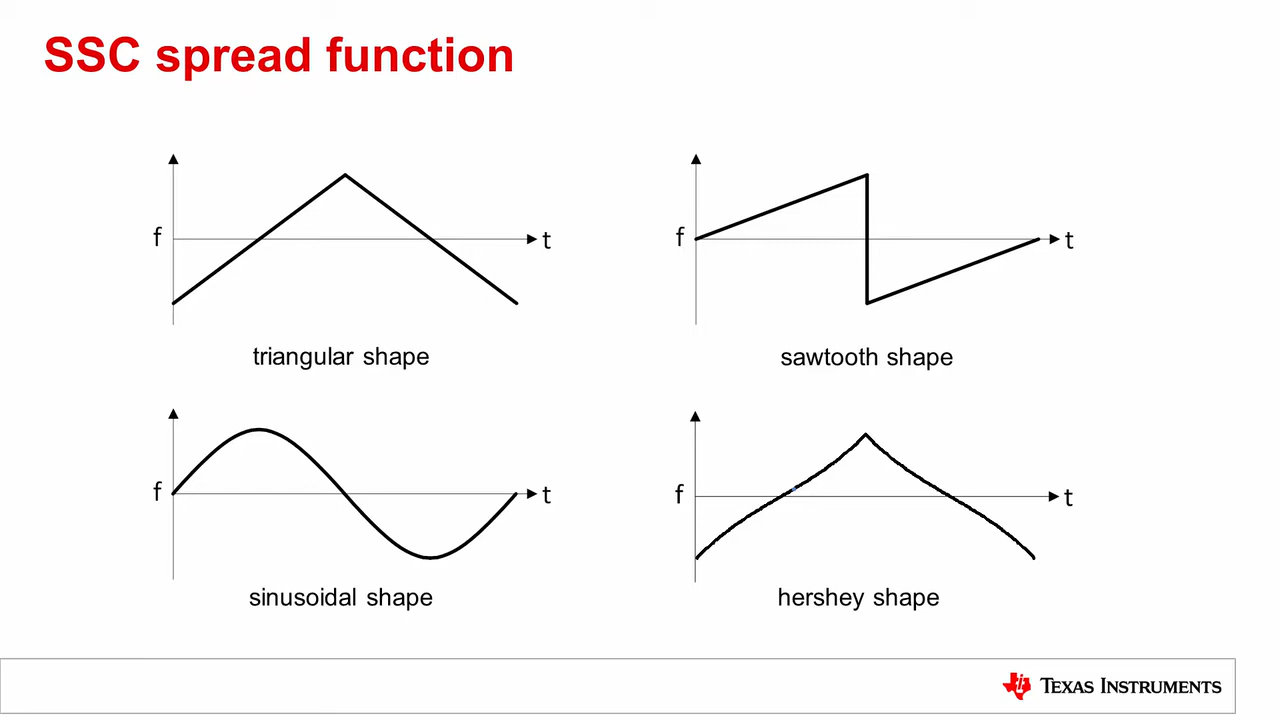 SSC spread function
f
t
triangular shape
f
t
sawtooth shape
f
t
sinusoidal shape
f
t
hershey shape
TEXAS INSTRUMENTS